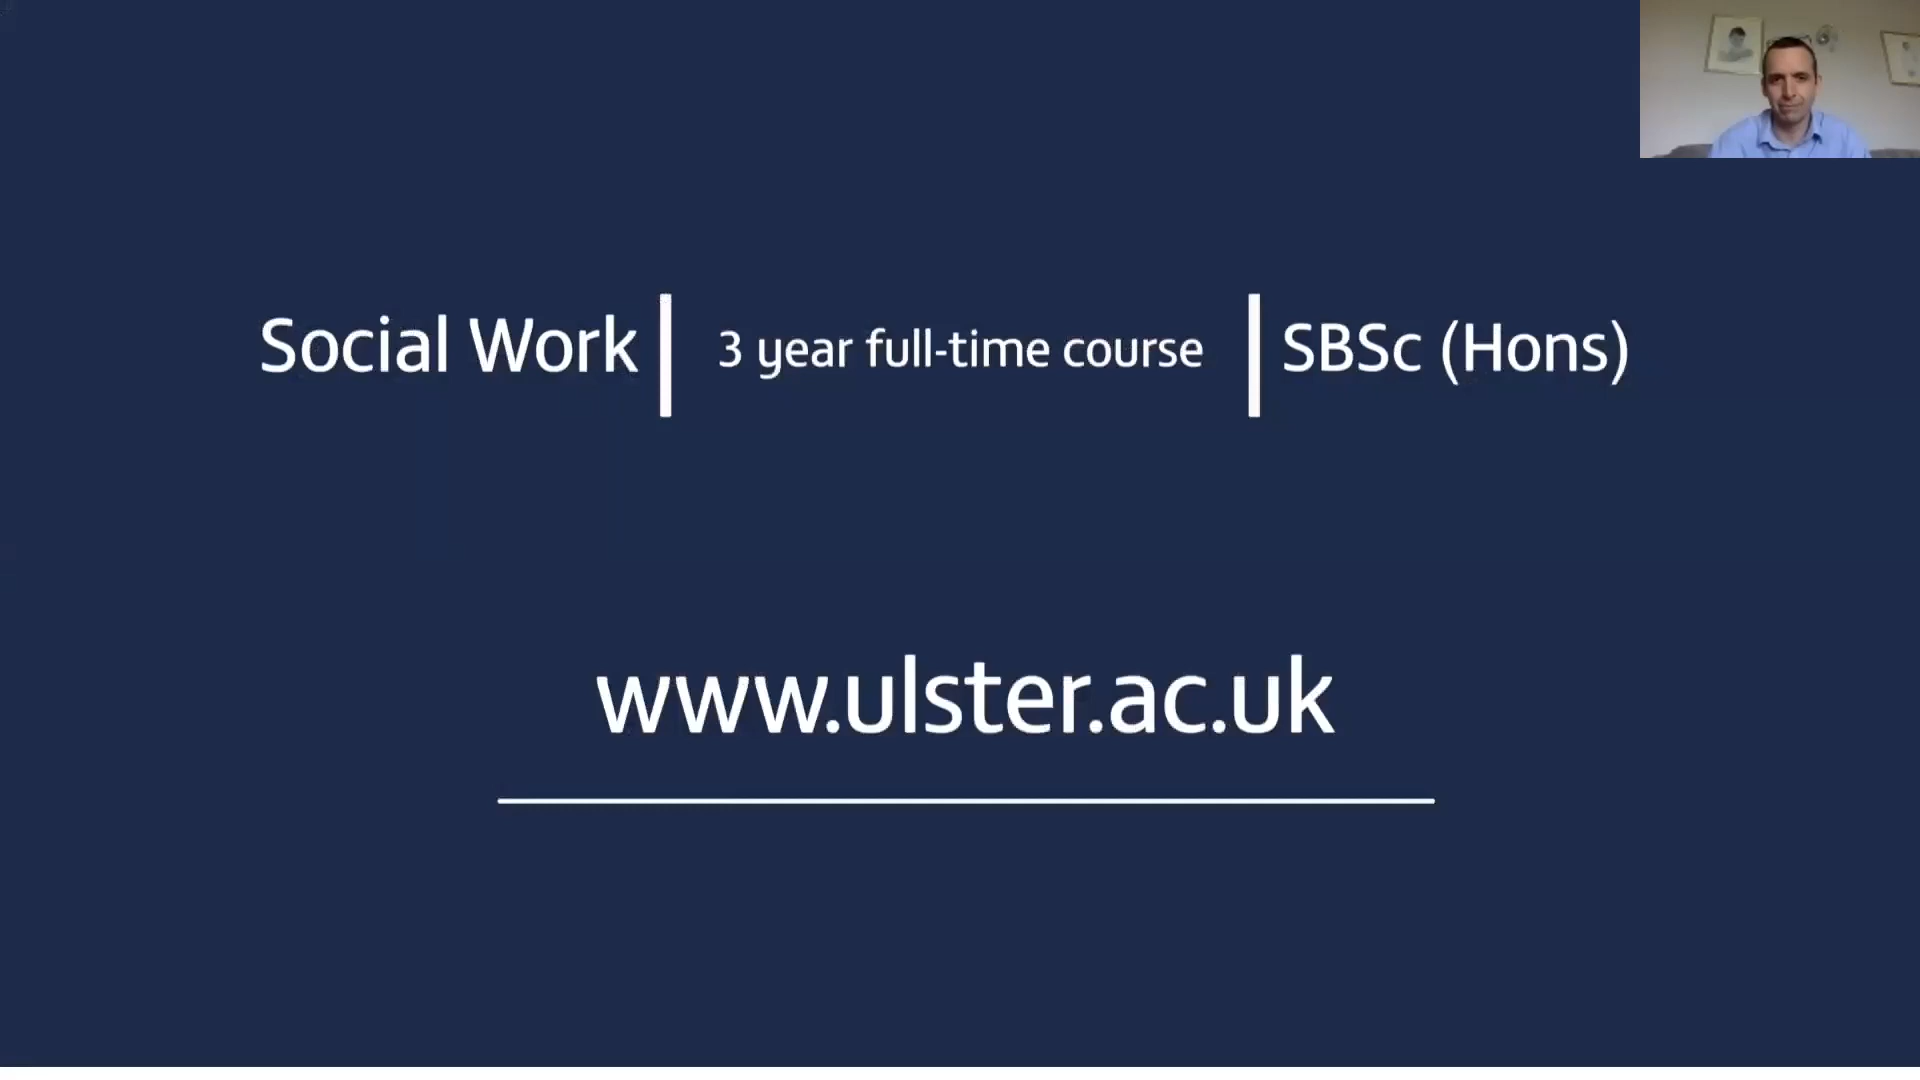 Social Work | 3 year full-time course | SBSc (Hons)
www.ulster.ac.uk